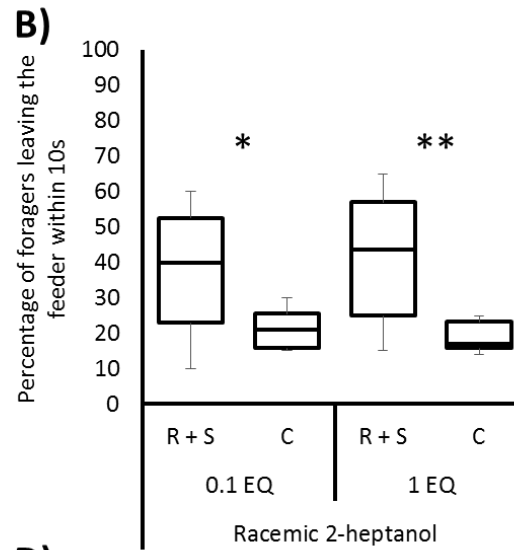 B)
Percentage of foragers leaving the
feeder within 10s
100
90
80
70
60
50
40
30
20
10
0
* **
R + S C R + S C
0.1 EQ 1 EQ
Racemic 2-heptanol